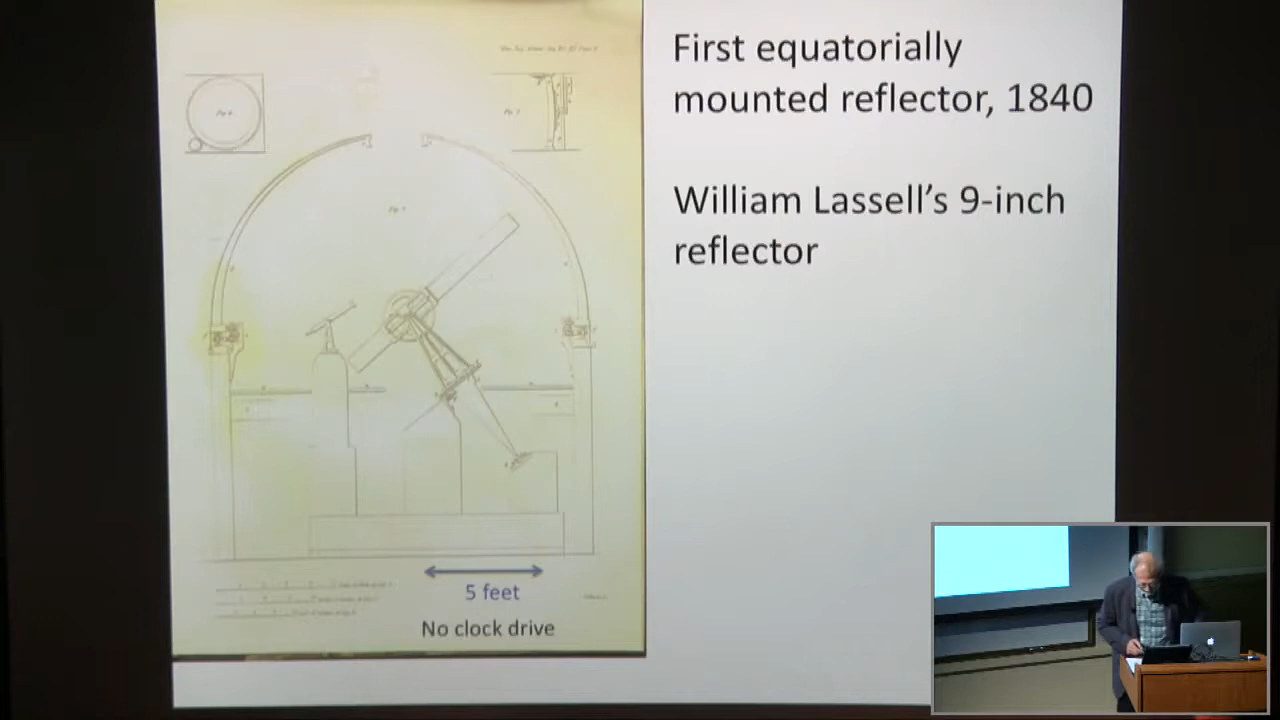 First equatorially
mounted reflector, 1840
William Lassell's 9-inch
reflector
5 feet
No clock drive